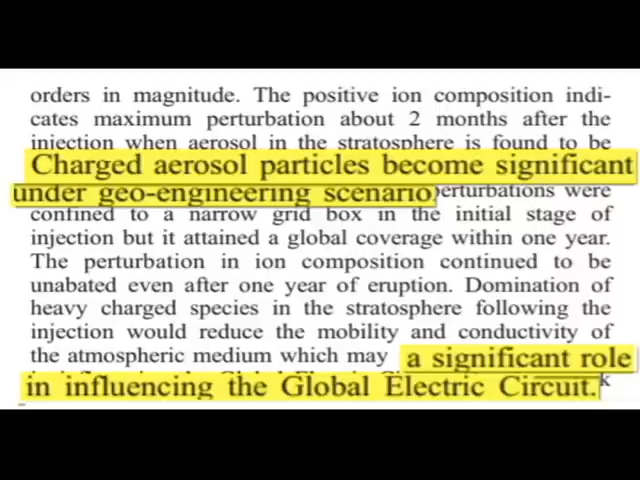 orders in magnitude. The positive ion composition indi-
cates maximum perturbation about 2 months after the
injection when aerosol in the stratosphere is found to be
Charged aerosol particles become significant
under geo-engineering scenario perturbations were
confined to a narrow grid box in the initial stage of
injection but it attained a global coverage within one year.
The perturbation in ion composition continued to be
unabated even after one year of eruption. Domination of
heavy charged species in the stratosphere following the
injection would reduce the mobility and conductivity of
the atmospheric medium which may a significant role
in influencing the Global Electric Circuit.